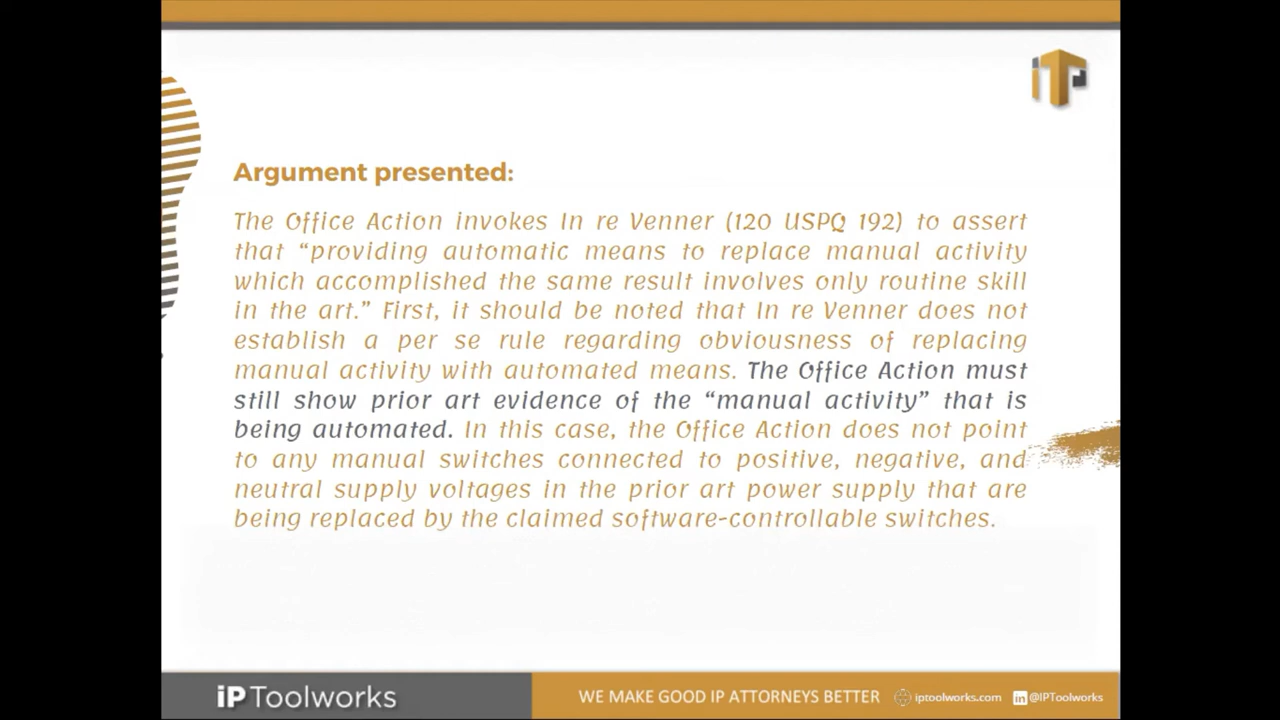 iTP
Argument presented:
The Office Action invokes In re Venner (120 USPQ 192) to assert
that “providing automatic means to replace manual activity
which accomplished the same result involves only routine skill
in the art.” First, it should be noted that In re Venner does not
establish a per se rule regarding obviousness of replacing
manual activity with automated means. The Office Action must
still show prior art evidence of the “manual activity” that is
being automated. In this case, the Office Action does not point
to any manual switches connected to positive, negative, and
neutral supply voltages in the prior art power supply that are
being replaced by the claimed software-controllable switches.
iPToolworks
WE MAKE GOOD IP ATTORNEYS BETTER
iptoolworks.com
in @IPToolworks